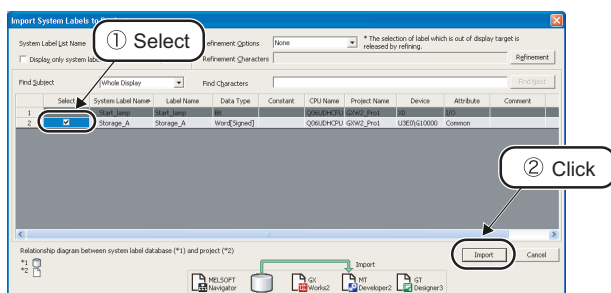 Import System Labels to
① Select
System Label List Name
efinement Options
None
* The selection of label which is out of display target is
released by refining.
Display only system lab
Refinement Characters
Refinement
Find Subject
Whole Display
Find Characters
Find Next
Select
System Label Name
Label Name
Data Type
Constant
CPU Name
Project Name
Device
Attribute
Comment
1
Start_lamp
Start_lamp
Bit
Q06UDHCPU
GXW2_Pro1
X0
I/O
2
Storage_A
Storage_A
Word[Signed]
Q06UDHCPU
GXW2_Pro1
U3E0\G10000
Common
② Click
Relationship diagram between system label database (*1) and project (*2)
*1
*2
Import
Import
Cancel
MELSOFT
Navigator
GX
Works2
MT
Developer2
GT
Designer3